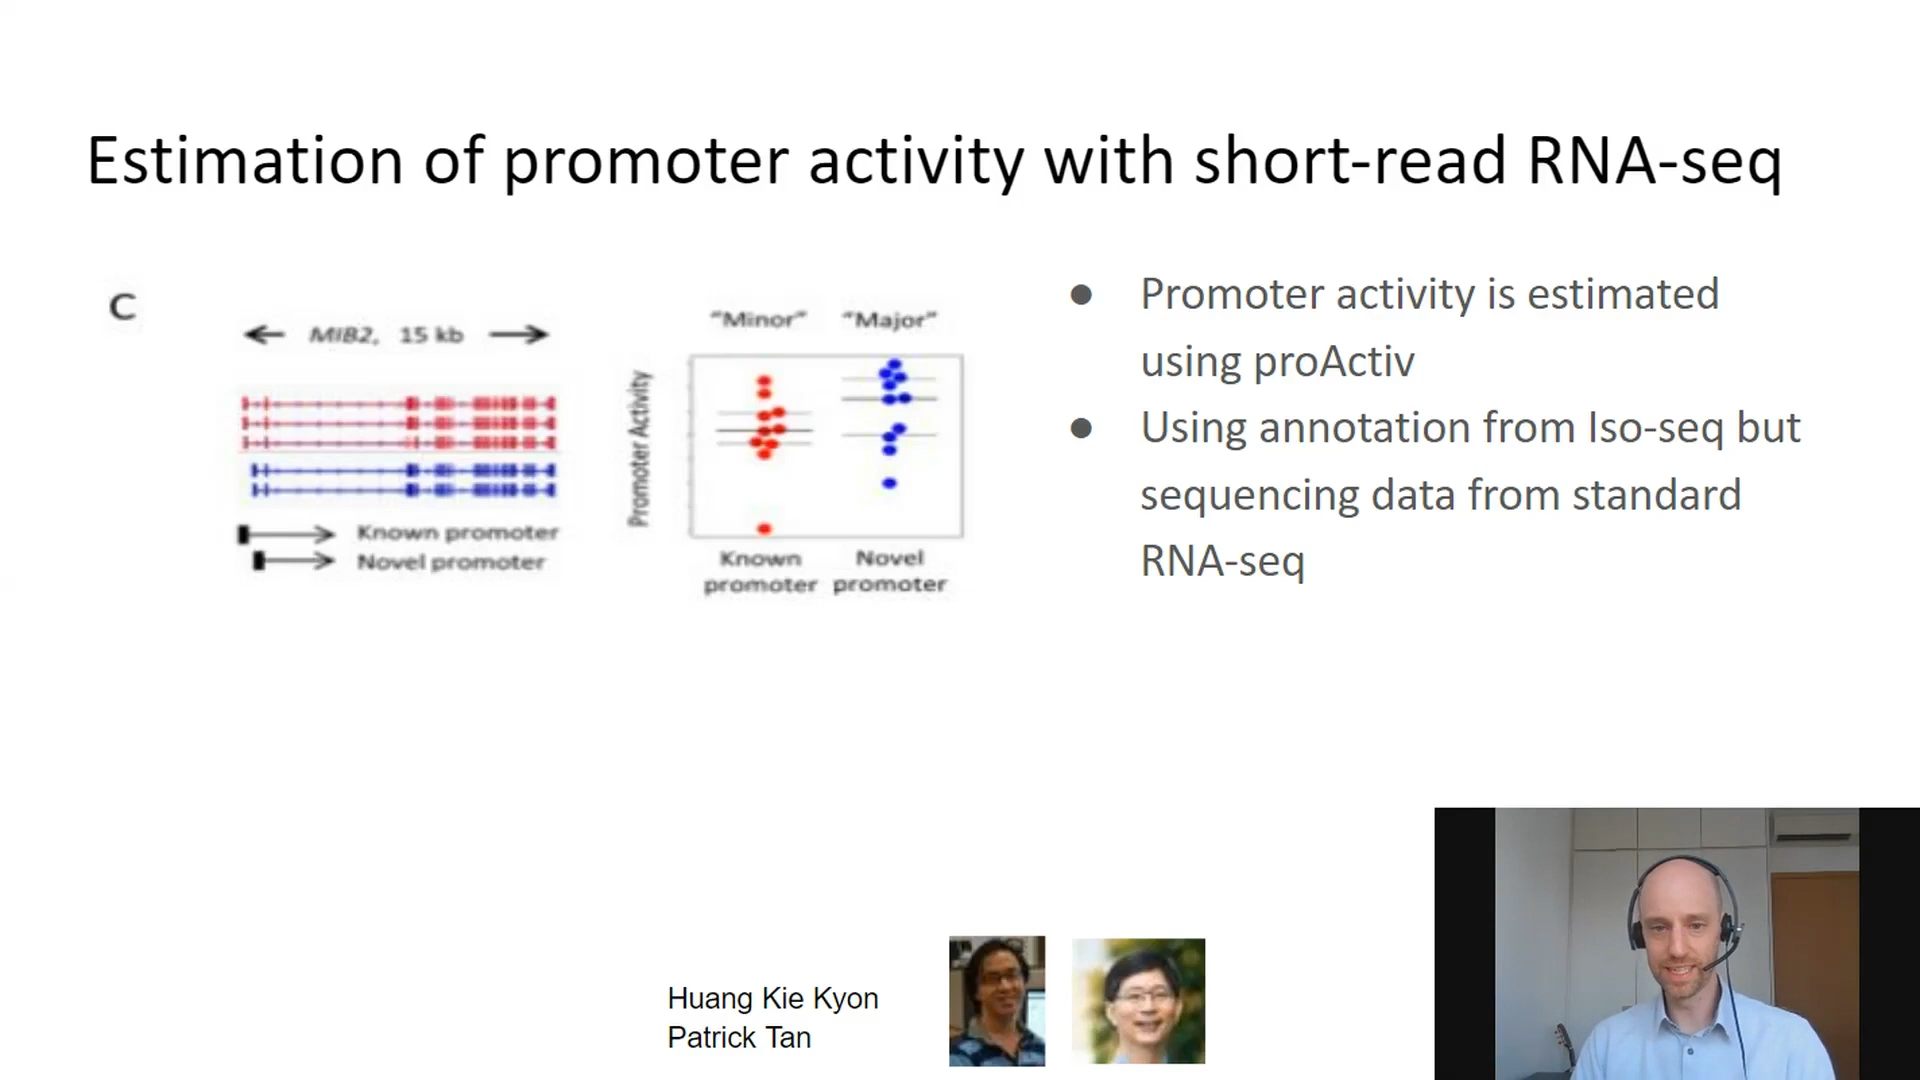 Estimation of promoter activity with short-read RNA-seq
C
MIB2, 15 kb
Known promoter
Novel promoter
"Minor" "Major"
Promoter Activity
Known promoter
Novel promoter
● Promoter activity is estimated
using proActiv
● Using annotation from Iso-seq but
sequencing data from standard
RNA-seq
Huang Kie Kyon
Patrick Tan